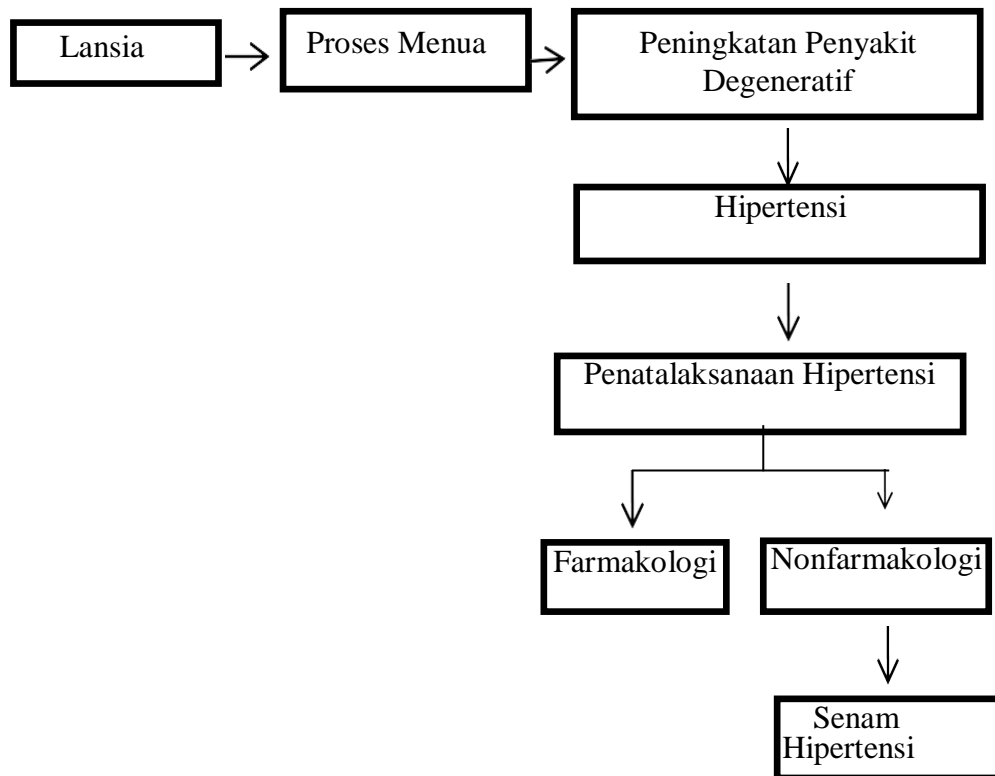 Lansia
Proses Menua
Peningkatan Penyakit
Degeneratif
Hipertensi
Penatalaksanaan Hipertensi
Farmakologi
Nonfarmakologi
Senam
Hipertensi